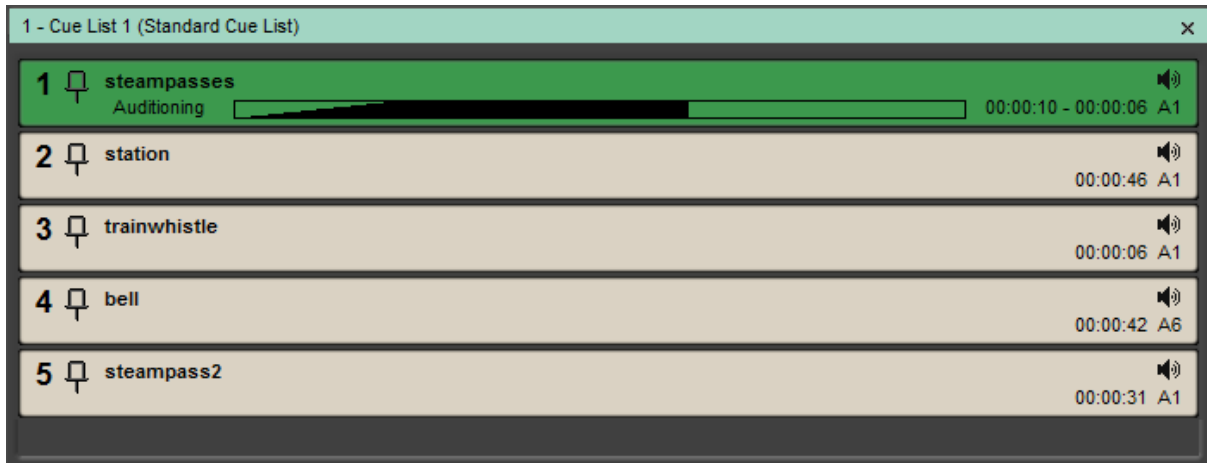 1 - Cue List 1 (Standard Cue List)
1 steampasses
Auditioning 00:00:10 - 00:00:06 A1
2 station
00:00:46 A1
3 trainwhistle
00:00:06 A1
4 bell
00:00:42 A6
5 steampass2
00:00:31 A1